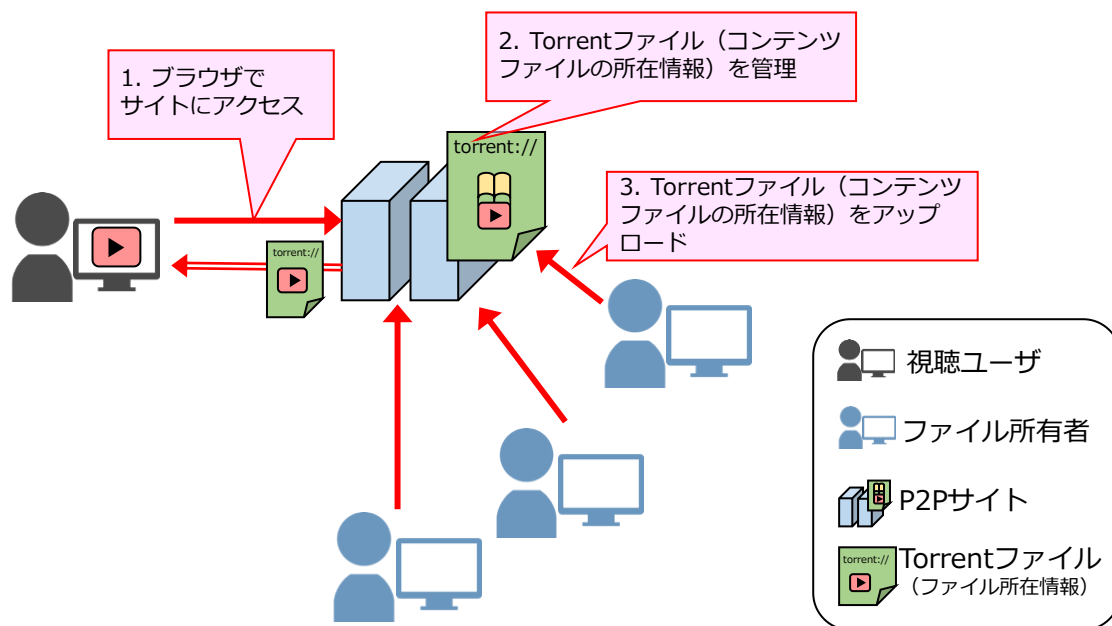 2. Torrentファイル（コンテンツ
ファイルの所在情報）を管理
1. ブラウザで
サイトにアクセス
torrent://
3. Torrentファイル（コンテンツ
ファイルの所在情報）をアップ
ロード
torrent://
視聴ユーザ
ファイル所有者
P2Pサイト
torrent://
Torrentファイル
（ファイル所在情報）